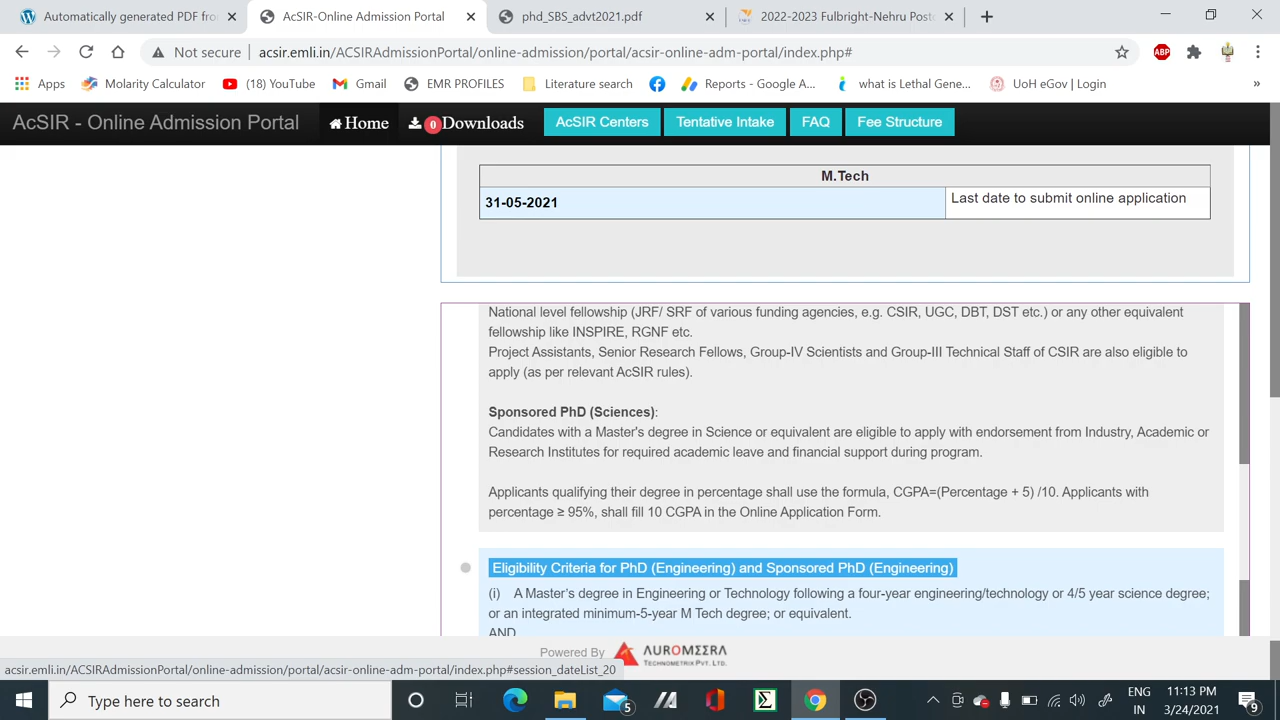 Automatically generated PDF fro
AcSIR-Online Admission Portal
phd_SBS_advt2021.pdf
2022-2023 Fulbright-Nehru Postd
Not secure
acsir.emli.in/ACSIRAdmissionPortal/online-admission/portal/acsir-online-adm-portal/index.php#
ABP
Apps
Molarity Calculator
(18) YouTube
Gmail
EMR PROFILES
Literature search
Reports - Google A...
what is Lethal Gene...
UoH eGov | Login
»
AcSIR - Online Admission Portal
Home
0 Downloads
AcSIR Centers
Tentative Intake
FAQ
Fee Structure
M.Tech
31-05-2021
Last date to submit online application
National level fellowship (JRF/ SRF of various funding agencies, e.g. CSIR, UGC, DBT, DST etc.) or any other equivalent
fellowship like INSPIRE, RGNF etc.
Project Assistants, Senior Research Fellows, Group-IV Scientists and Group-III Technical Staff of CSIR are also eligible to
apply (as per relevant AcSIR rules).
Sponsored PhD (Sciences):
Candidates with a Master's degree in Science or equivalent are eligible to apply with endorsement from Industry, Academic or
Research Institutes for required academic leave and financial support during program.
Applicants qualifying their degree in percentage shall use the formula, CGPA=(Percentage + 5) /10. Applicants with
percentage ≥ 95%, shall fill 10 CGPA in the Online Application Form.
Eligibility Criteria for PhD (Engineering) and Sponsored PhD (Engineering)
(i) A Master's degree in Engineering or Technology following a four-year engineering/technology or 4/5 year science degree;
or an integrated minimum-5-year M Tech degree; or equivalent.
AND
Powered By AUROMEERA
TECHNOMETRIX PVT. LTD.
acsir.emli.in/ACSIRAdmissionPortal/online-admission/portal/acsir-online-adm-portal/index.php#session_dateList_20
Type here to search
5
ENG
IN
11:13 PM
3/24/2021
9